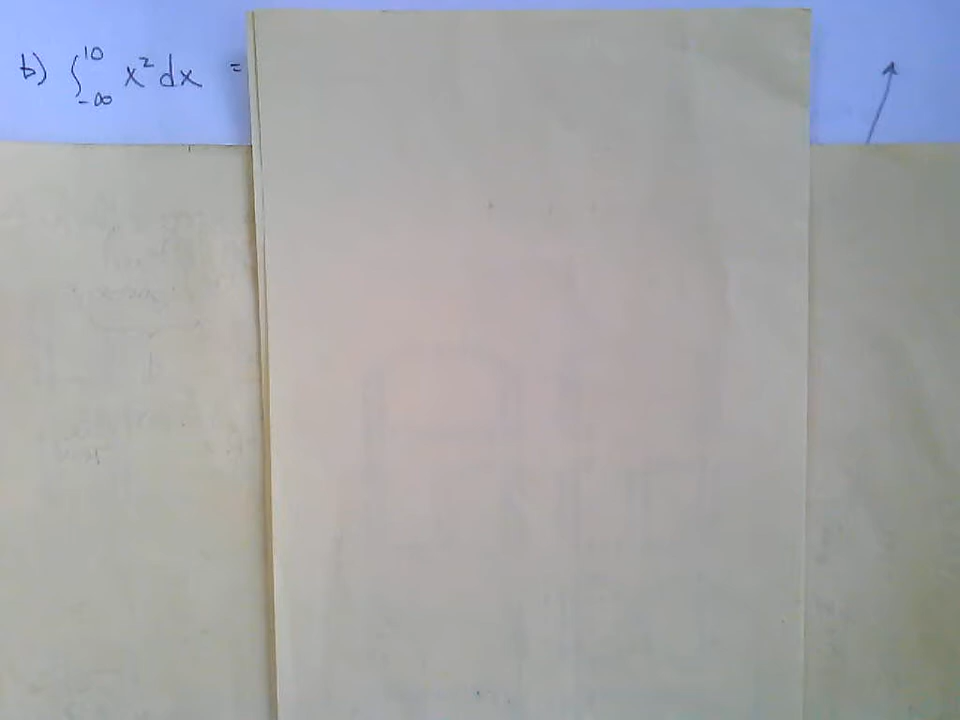 b) ∫_{-∞}^{10} x² dx =